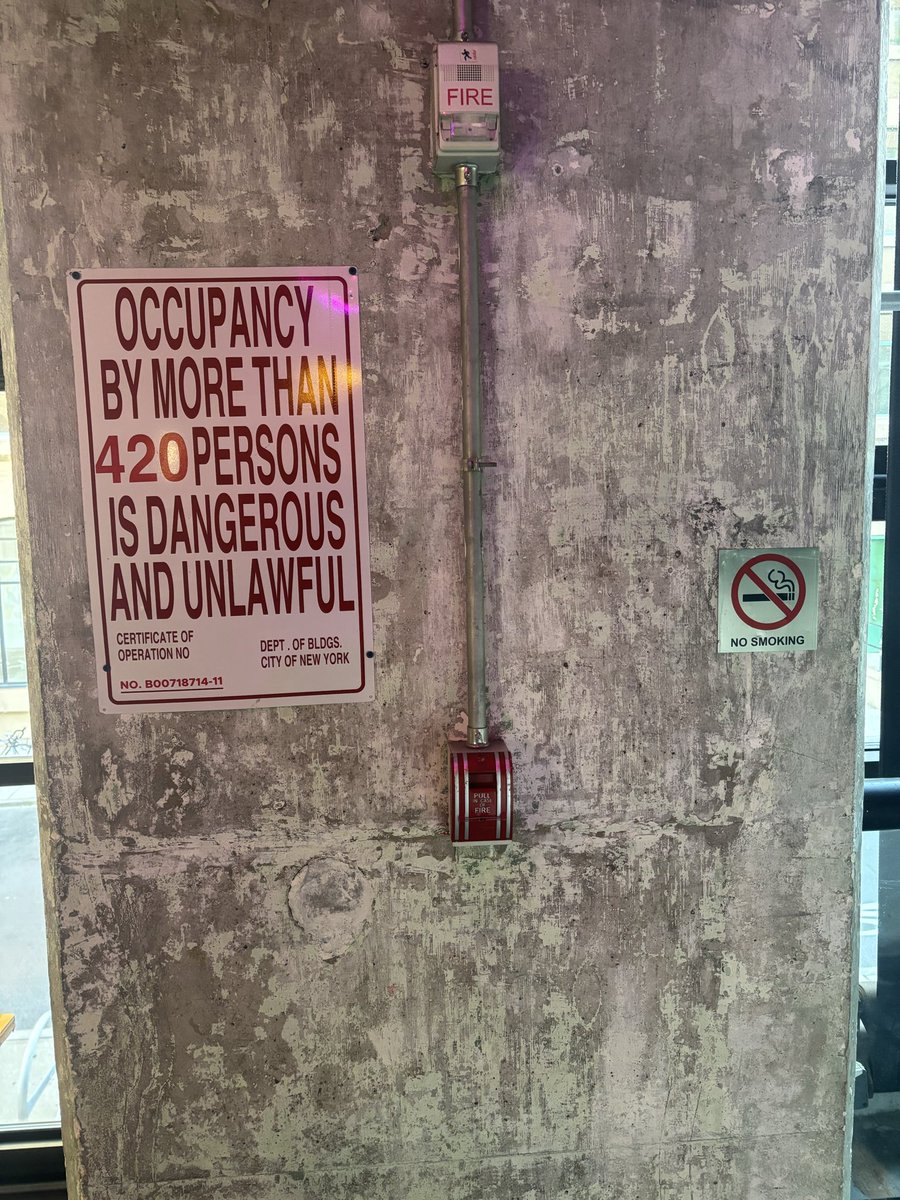 FIRE
OCCUPANCY
BY MORE THAN
420 PERSONS
IS DANGEROUS
AND UNLAWFUL
CERTIFICATE OF
OPERATION NO
DEPT . OF BLDGS.
CITY OF NEW YORK
NO. B00718714-11
NO SMOKING
PULL
IN CASE
OF
FIRE